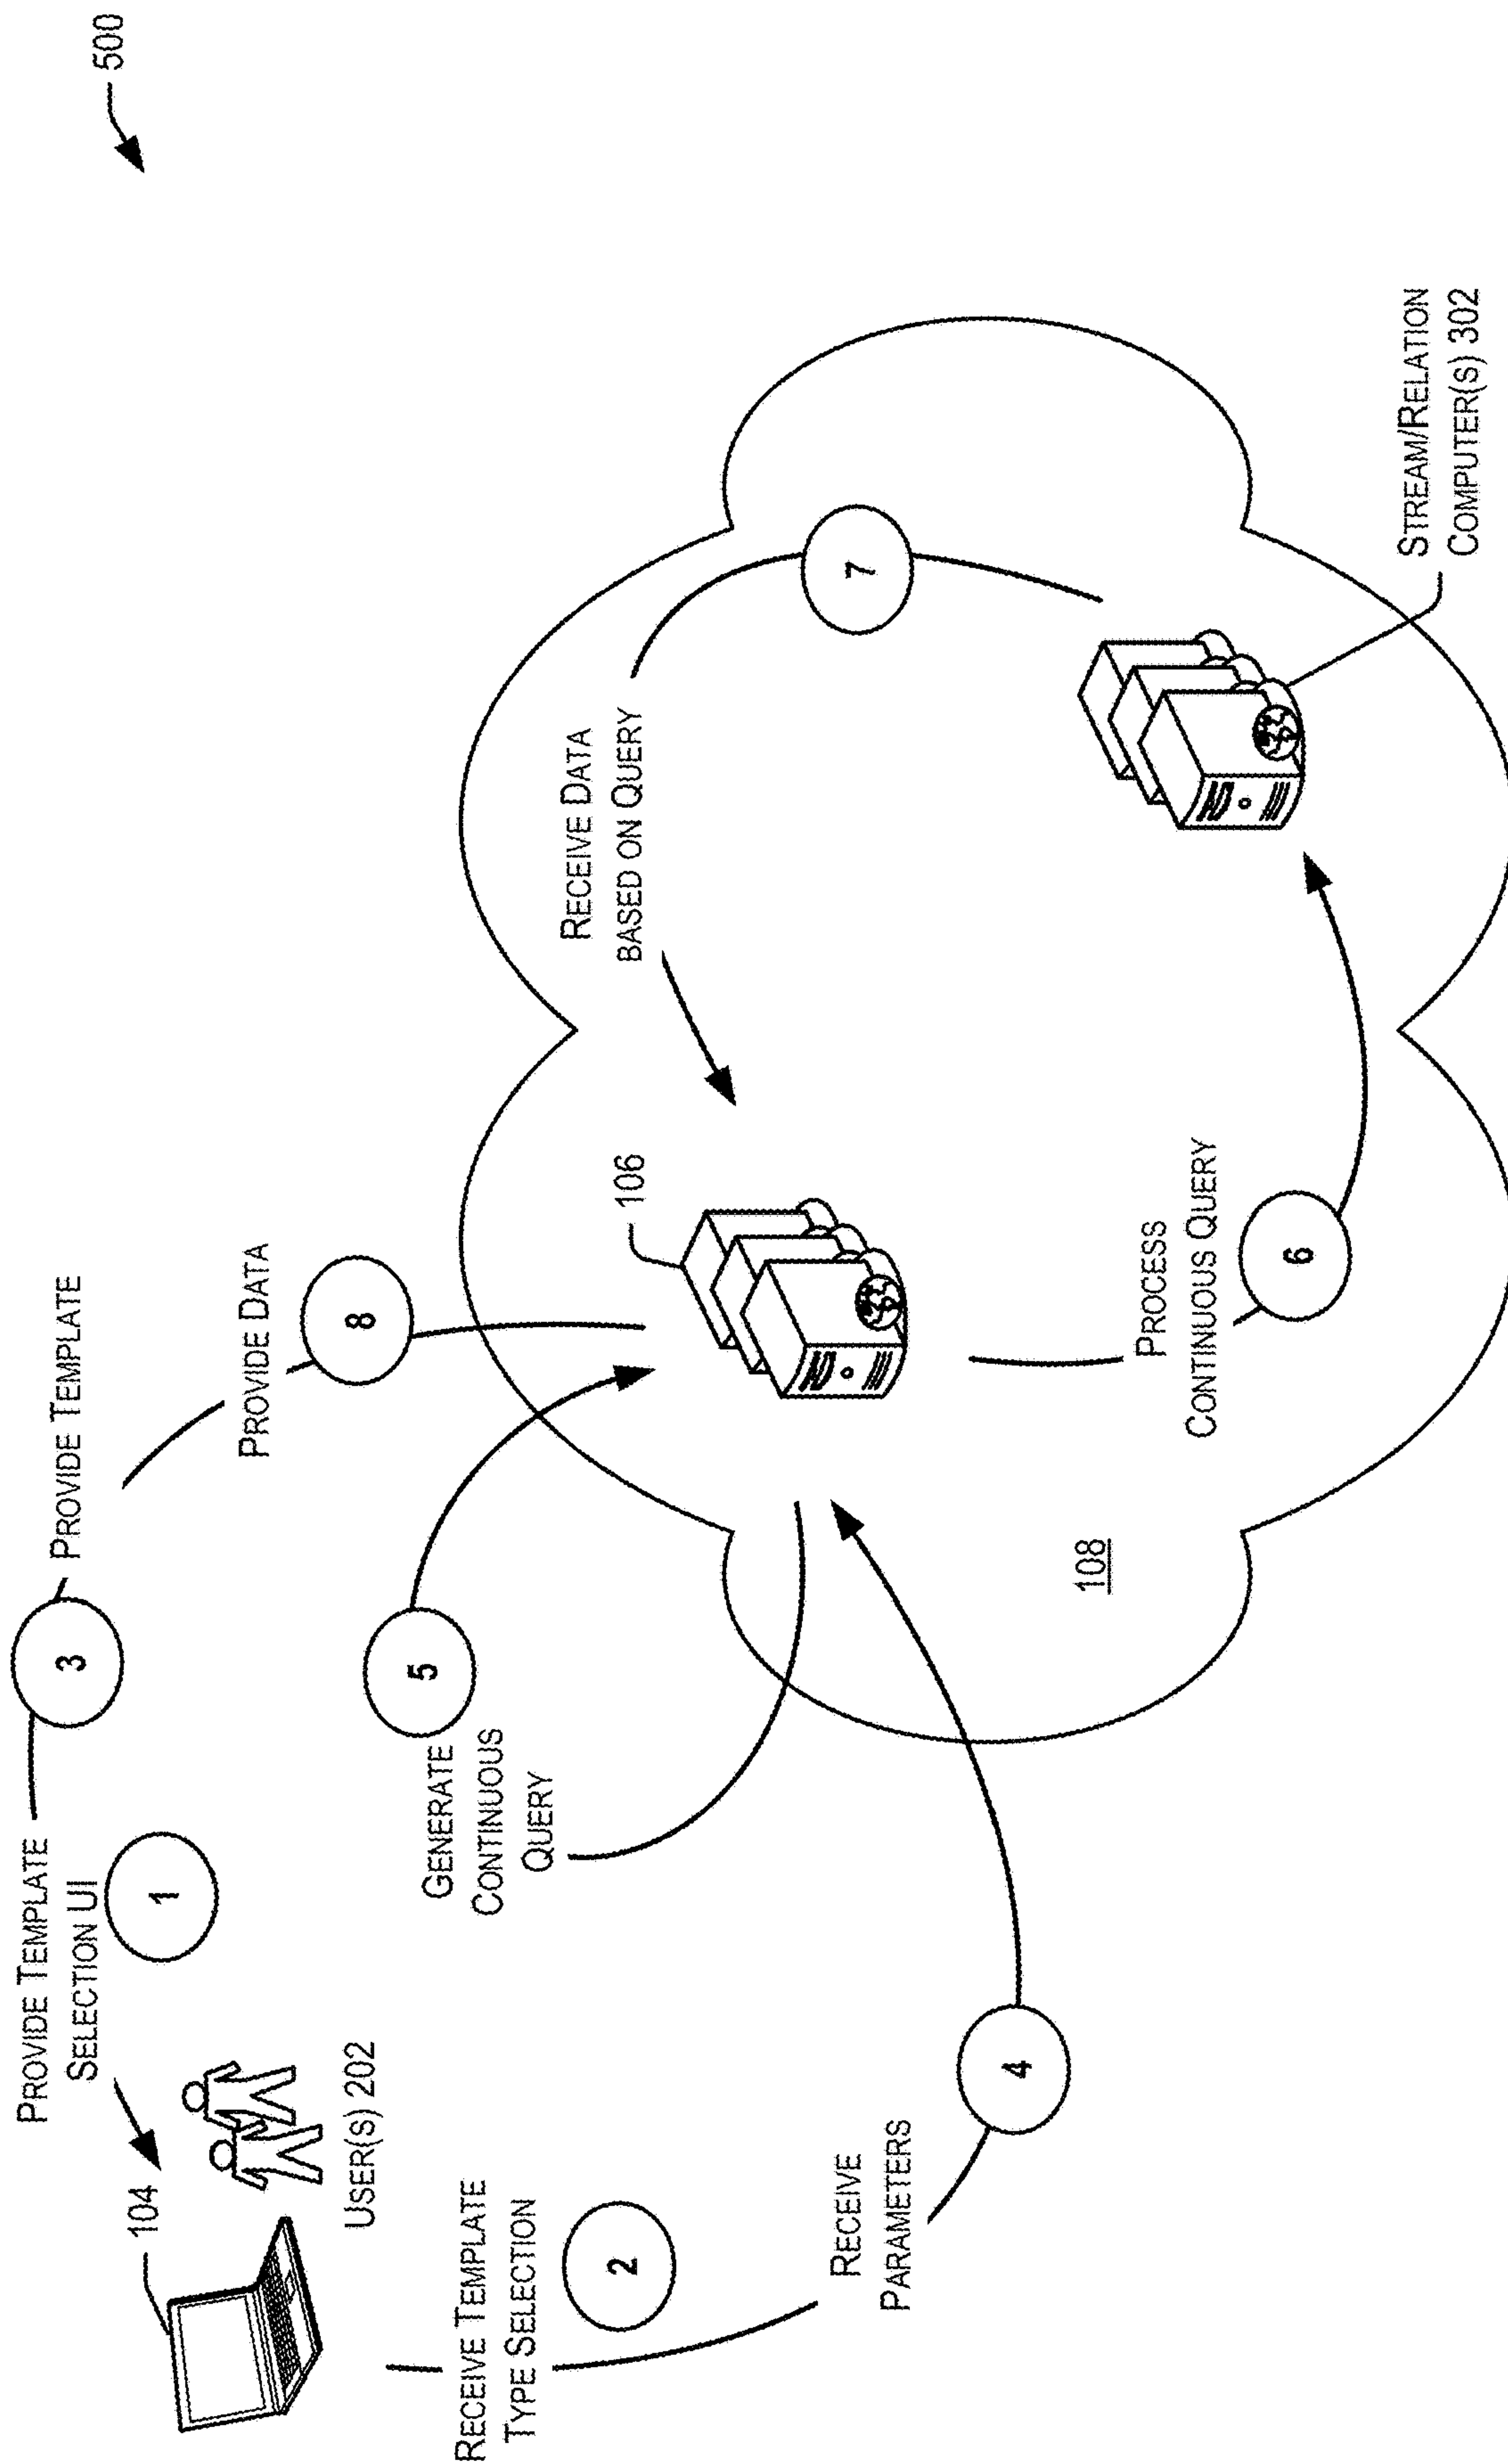 500
PROVIDE TEMPLATE
SELECTION UI
1
3
PROVIDE TEMPLATE
104
USER(S) 202
8
PROVIDE DATA
RECEIVE TEMPLATE
TYPE SELECTION
2
5
GENERATE
CONTINUOUS
QUERY
RECEIVE DATA
BASED ON QUERY
7
106
RECEIVE
PARAMETERS
4
108
PROCESS
CONTINUOUS QUERY
6
STREAM/RELATION
COMPUTER(S) 302